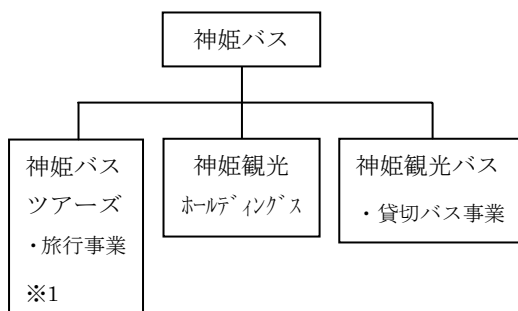 神姫バス
神姫バス
ツアーズ
・旅行事業
※1
神姫観光
ﾎｰﾙﾃﾞｨﾝｸﾞｽ
神姫観光バス
・貸切バス事業